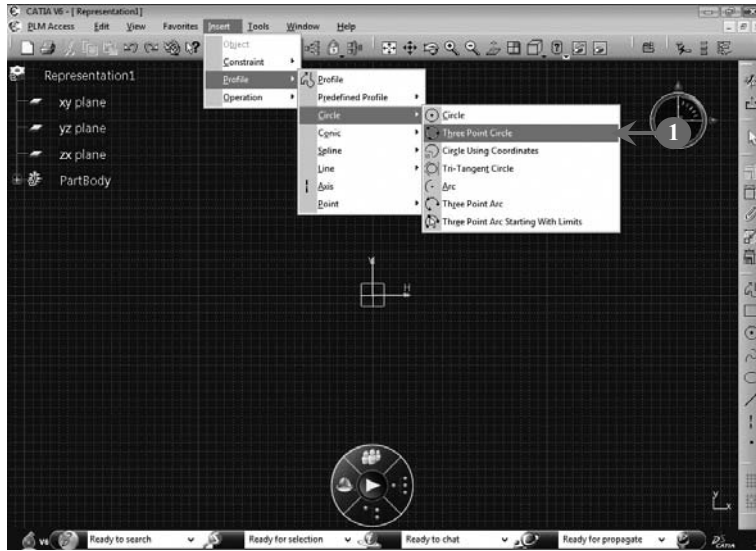 CATIA V6 - [ Representation1]
PLM Access Edit View Favorites Insert Tools Window Help
Object
Constraint
Profile
Operation
Profile
Predefined Profile
Circle
Conic
Spline
Line
Axis
Point
Circle
Three Point Circle
Circle Using Coordinates
Tri-Tangent Circle
Arc
Three Point Arc
Three Point Arc Starting With Limits
1
Representation1
xy plane
yz plane
zx plane
PartBody
V
H
y
x
V6 Ready to search Ready for selection Ready to chat Ready for propagate CATIA